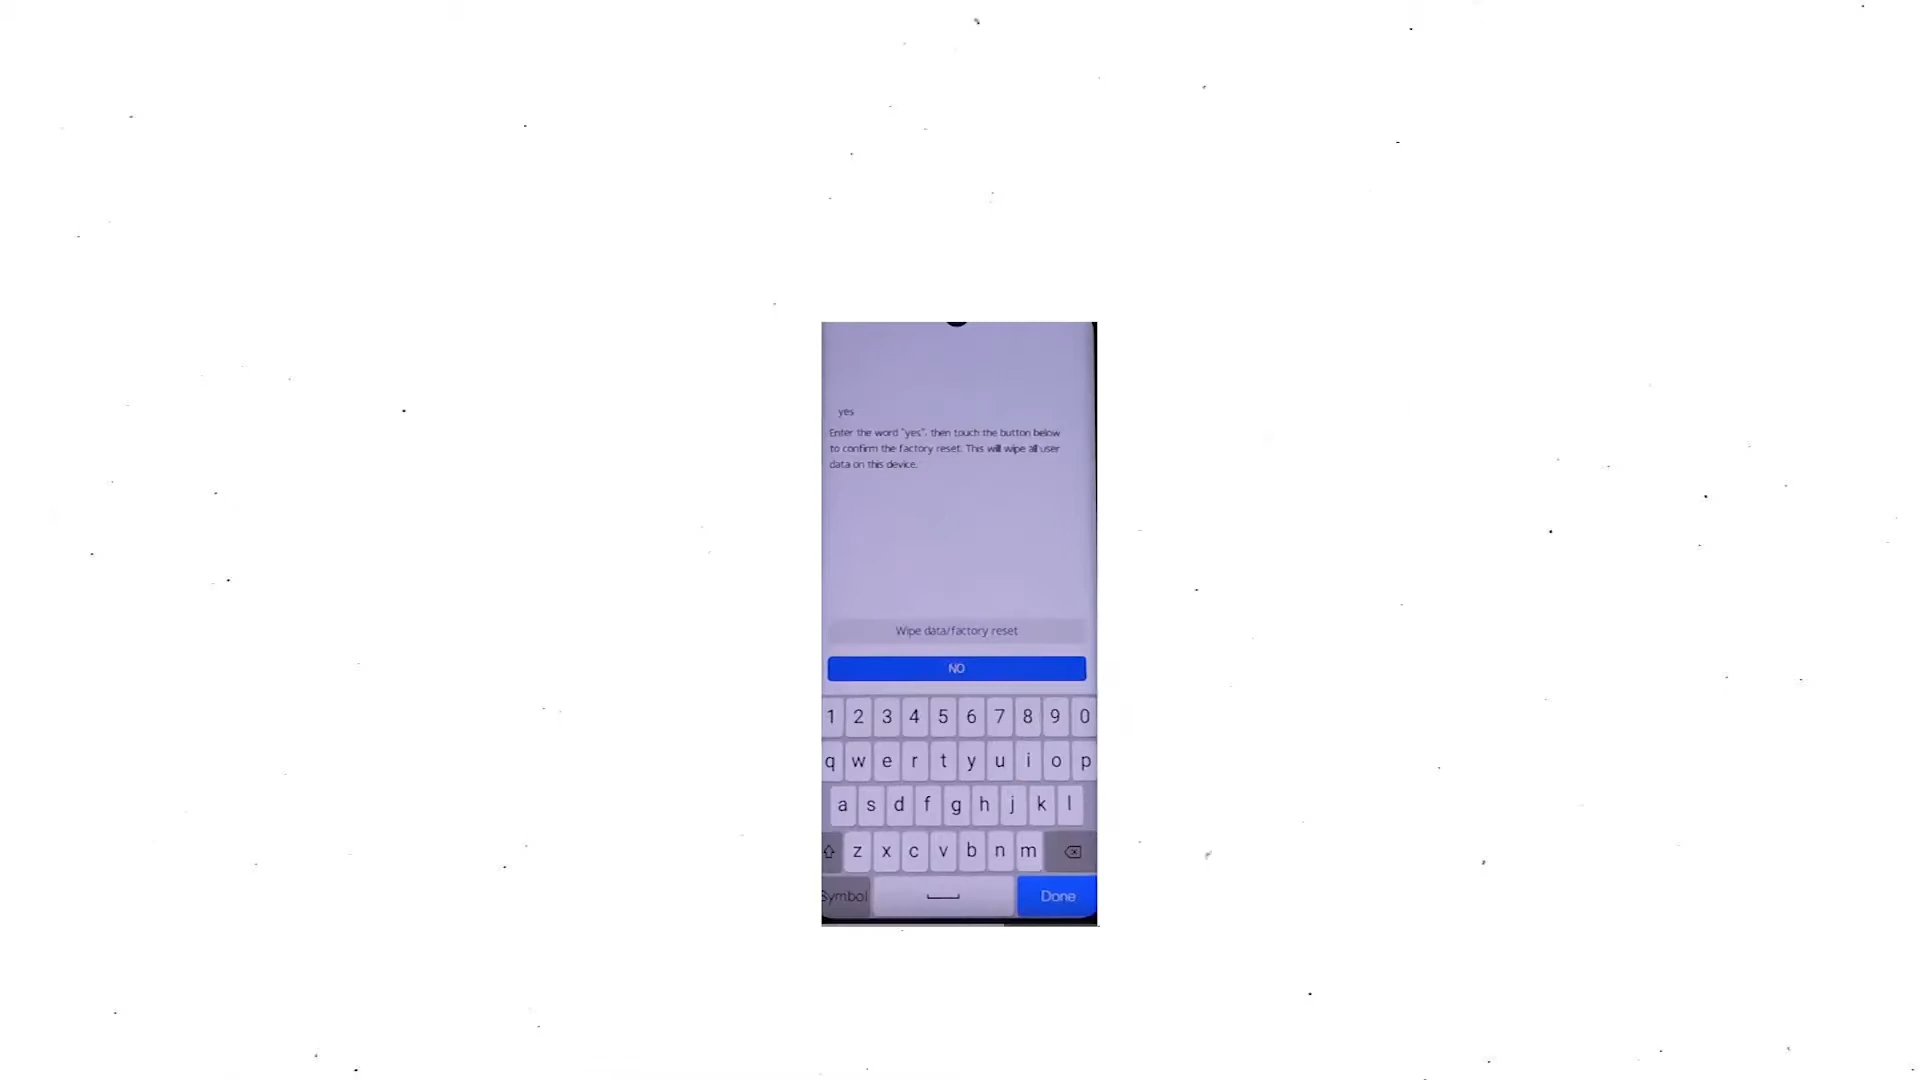 yes
Enter the word "yes", then touch the button below
to confirm the factory reset. This will wipe all user
data on this device.
Wipe data/factory reset
NO
1 2 3 4 5 6 7 8 9 0
q w e r t y u i o p
a s d f g h j k l
z x c v b n m
Symbol Done